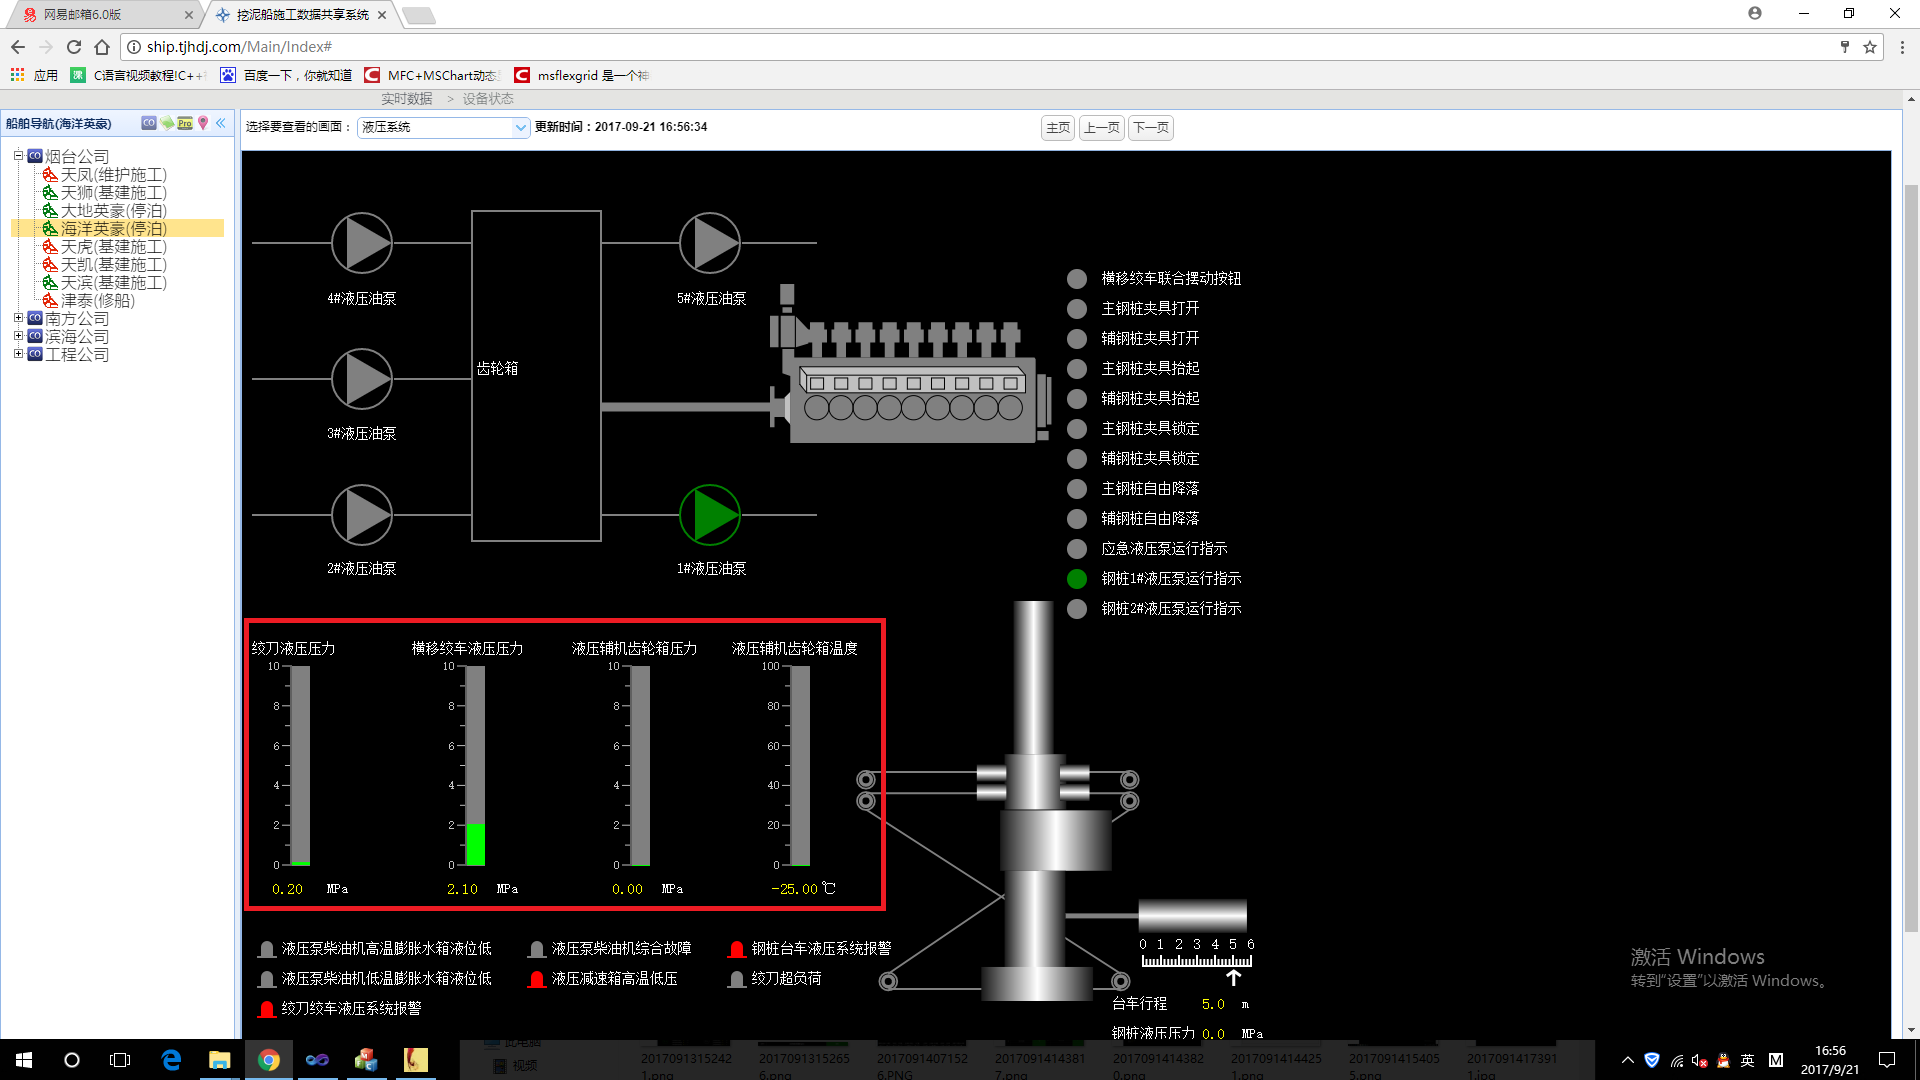 网易邮箱6.0版
挖泥船施工数据共享系统
ship.tjhdj.com/Main/Index#
应用
C语言视频教程!C++
百度一下，你就知道
MFC+MSChart动态
msflexgrid 是一个神
实时数据 > 设备状态
船舶导航(海洋英豪)
CO
Pro
选择要查看的画面：
液压系统
更新时间：2017-09-21 16:56:34
主页
上一页
下一页
烟台公司
天凤(维护施工)
天狮(基建施工)
大地英豪(停泊)
海洋英豪(停泊)
天虎(基建施工)
天凯(基建施工)
天滨(基建施工)
津泰(修船)
南方公司
滨海公司
工程公司
4#液压油泵
5#液压油泵
齿轮箱
3#液压油泵
2#液压油泵
1#液压油泵
横移绞车联合摆动按钮
主钢桩夹具打开
辅钢桩夹具打开
主钢桩夹具抬起
辅钢桩夹具抬起
主钢桩夹具锁定
辅钢桩夹具锁定
主钢桩自由降落
辅钢桩自由降落
应急液压泵运行指示
钢桩1#液压泵运行指示
钢桩2#液压泵运行指示
绞刀液压压力
10
8
6
4
2
0
0.20 MPa
横移绞车液压压力
10
8
6
4
2
0
2.10 MPa
液压辅机齿轮箱压力
10
8
6
4
2
0
0.00 MPa
液压辅机齿轮箱温度
100
80
60
40
20
0
-25.00 ℃
液压泵柴油机高温膨胀水箱液位低
液压泵柴油机综合故障
钢桩台车液压系统报警
液压泵柴油机低温膨胀水箱液位低
液压减速箱高温低压
绞刀超负荷
绞刀绞车液压系统报警
0 1 2 3 4 5 6
台车行程 5.0 m
钢桩液压压力 0.0 MPa
激活 Windows
转到“设置”以激活 Windows。
此电脑
视频
2017091315242
1.png
2017091315265
6.png
2017091407152
6.PNG
2017091414381
7.png
2017091414382
0.png
2017091414425
1.png
2017091415405
5.png
2017091417391
1.jpg
英
M
16:56
2017/9/21